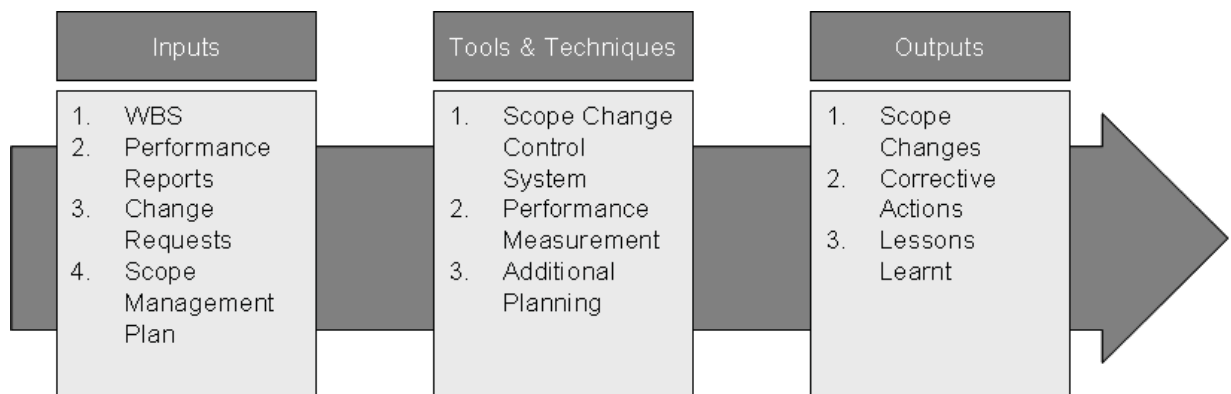 Inputs
1. WBS
2. Performance
Reports
3. Change
Requests
4. Scope
Management
Plan
Tools & Techniques
1. Scope Change
Control
System
2. Performance
Measurement
3. Additional
Planning
Outputs
1. Scope
Changes
2. Corrective
Actions
3. Lessons
Learnt